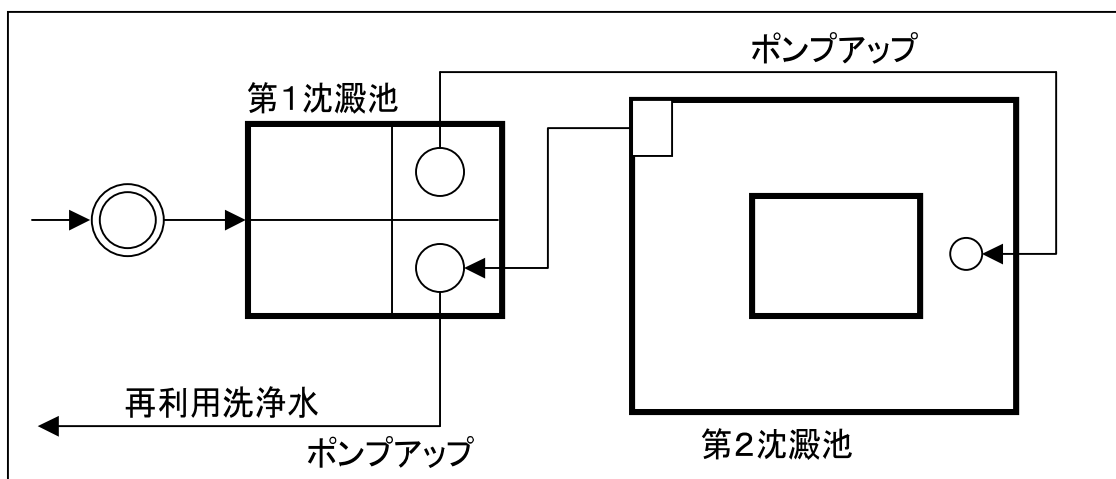 ポンプアップ
第1沈澱池
再利用洗浄水
ポンプアップ
第2沈澱池